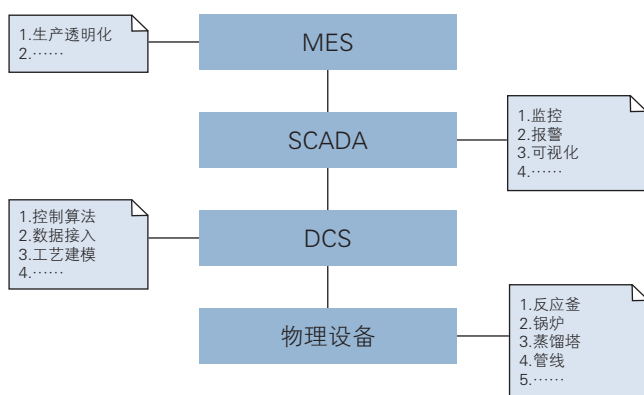 1.生产透明化
2.……
MES
SCADA
1.监控
2.报警
3.可视化
4.……
1.控制算法
2.数据接入
3.工艺建模
4.……
DCS
物理设备
1.反应釜
2.锅炉
3.蒸馏塔
4.管线
5.……